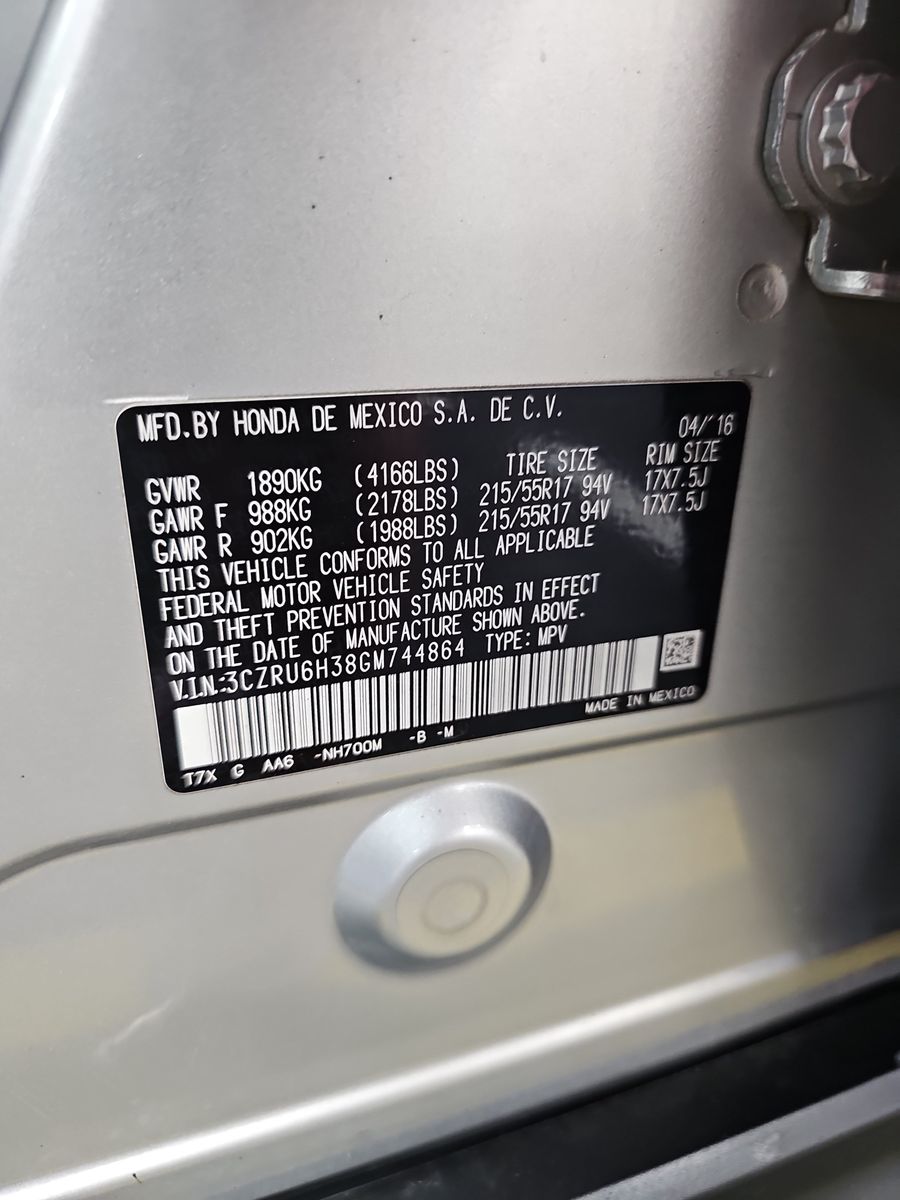 MFD.BY HONDA DE MEXICO S.A. DE C.V.
04/'16
TIRE SIZE RIM SIZE
GVWR 1890KG (4166LBS)
GAWR F 988KG (2178LBS) 215/55R17 94V 17X7.5J
GAWR R 902KG (1988LBS) 215/55R17 94V 17X7.5J
THIS VEHICLE CONFORMS TO ALL APPLICABLE
FEDERAL MOTOR VEHICLE SAFETY
AND THEFT PREVENTION STANDARDS IN EFFECT
ON THE DATE OF MANUFACTURE SHOWN ABOVE.
V.I.N.:3CZRU6H38GM744864 TYPE: MPV
MADE IN MEXICO
T7X G AA6 -NH700M -B -M